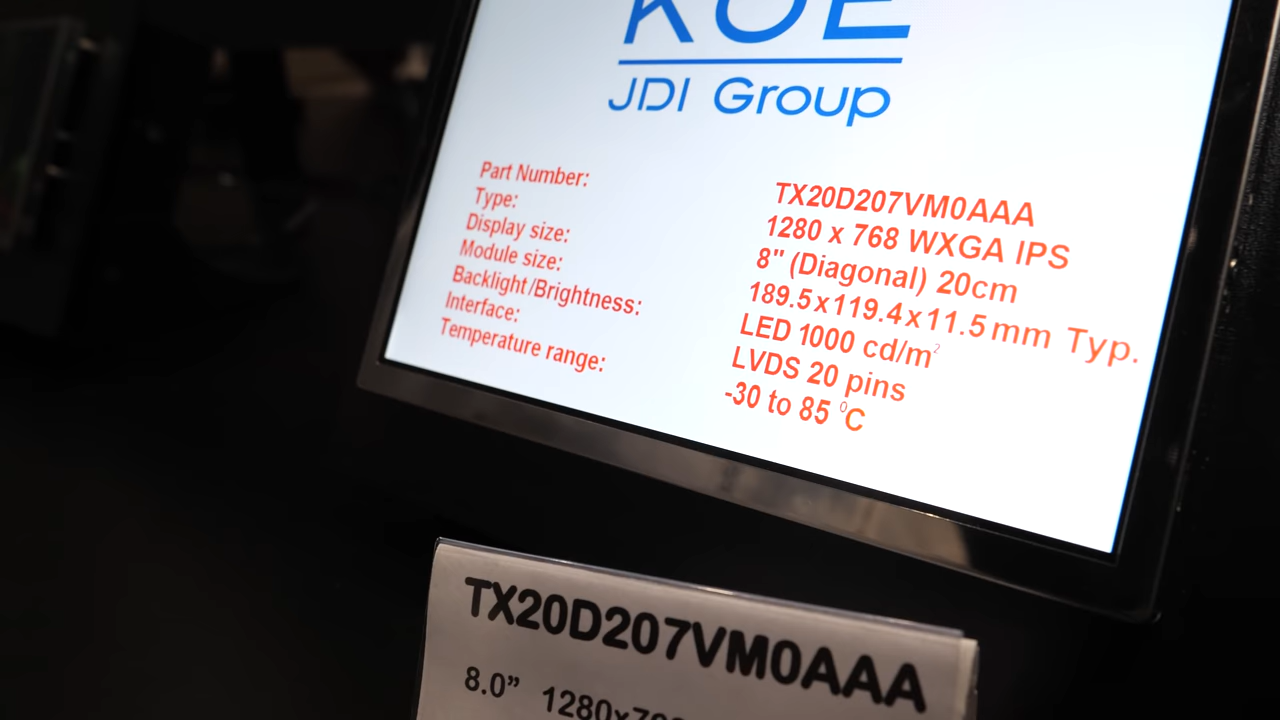 KOE
JDI Group
Part Number: TX20D207VM0AAA
Type: 1280 x 768 WXGA IPS
Display size: 8" (Diagonal) 20cm
Module size: 189.5x119.4x11.5mm Typ.
Backlight/Brightness: LED 1000 cd/m²
Interface: LVDS 20 pins
Temperature range: -30 to 85 ⁰C
TX20D207VM0AAA
8.0”